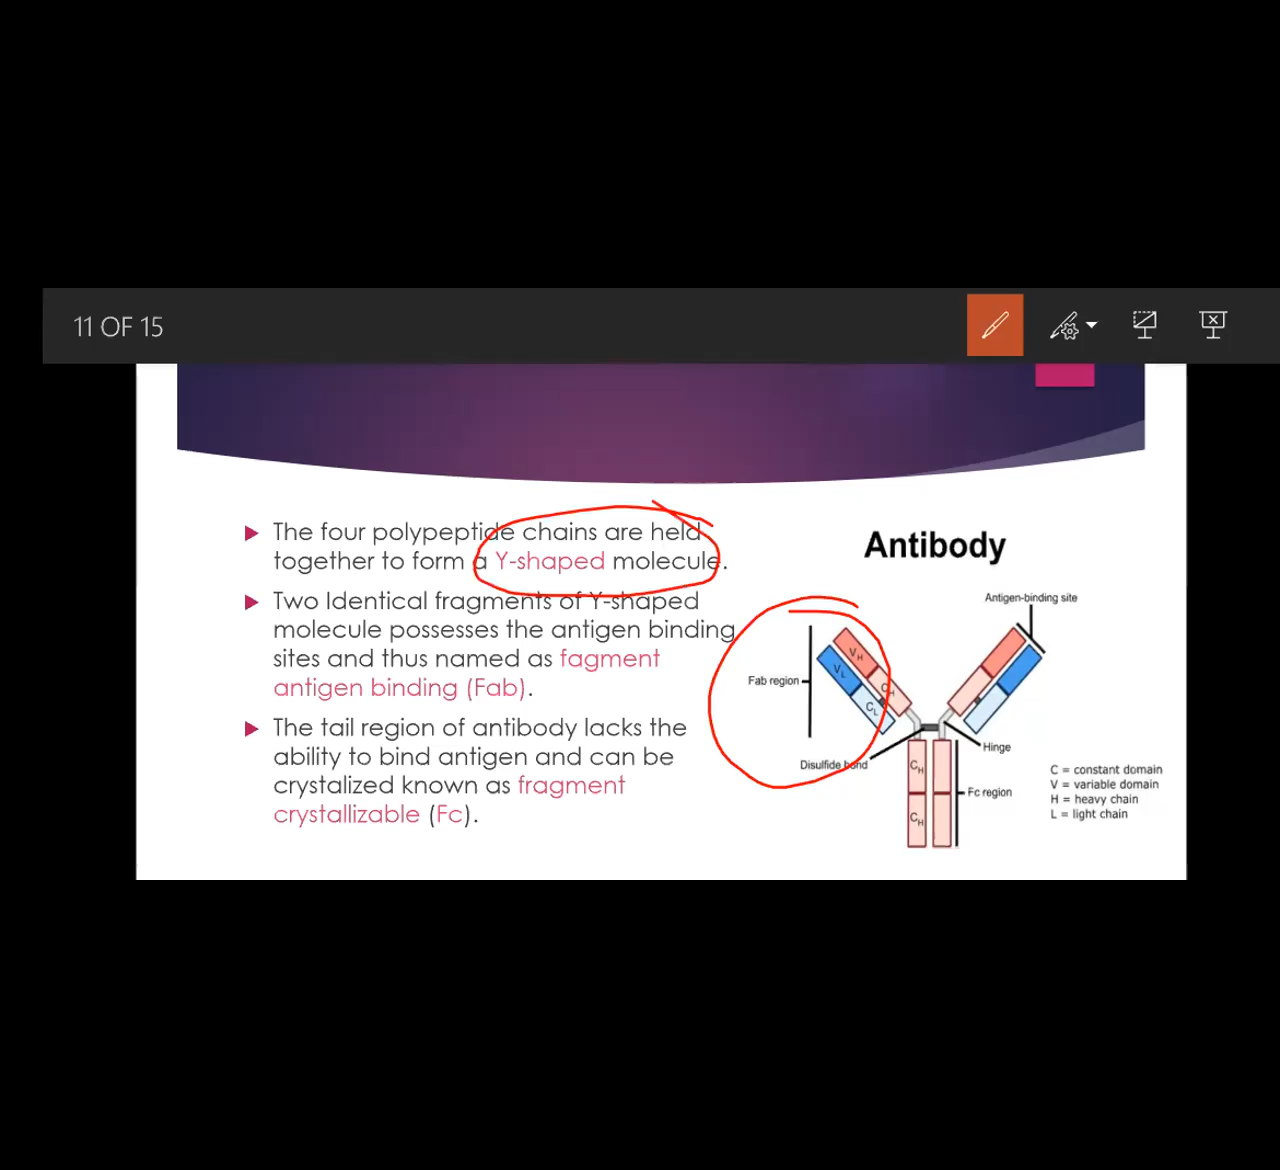 11 OF 15
▶ The four polypeptide chains are held
together to form a Y-shaped molecule.
▶ Two Identical fragments of Y-shaped
molecule possesses the antigen binding
sites and thus named as fagment
antigen binding (Fab).
▶ The tail region of antibody lacks the
ability to bind antigen and can be
crystalized known as fragment
crystallizable (Fc).
Antibody
Antigen-binding site
VH
VL
CH
CL
Fab region
Disulfide bond
Hinge
CH
Fc region
CH
C = constant domain
V = variable domain
H = heavy chain
L = light chain